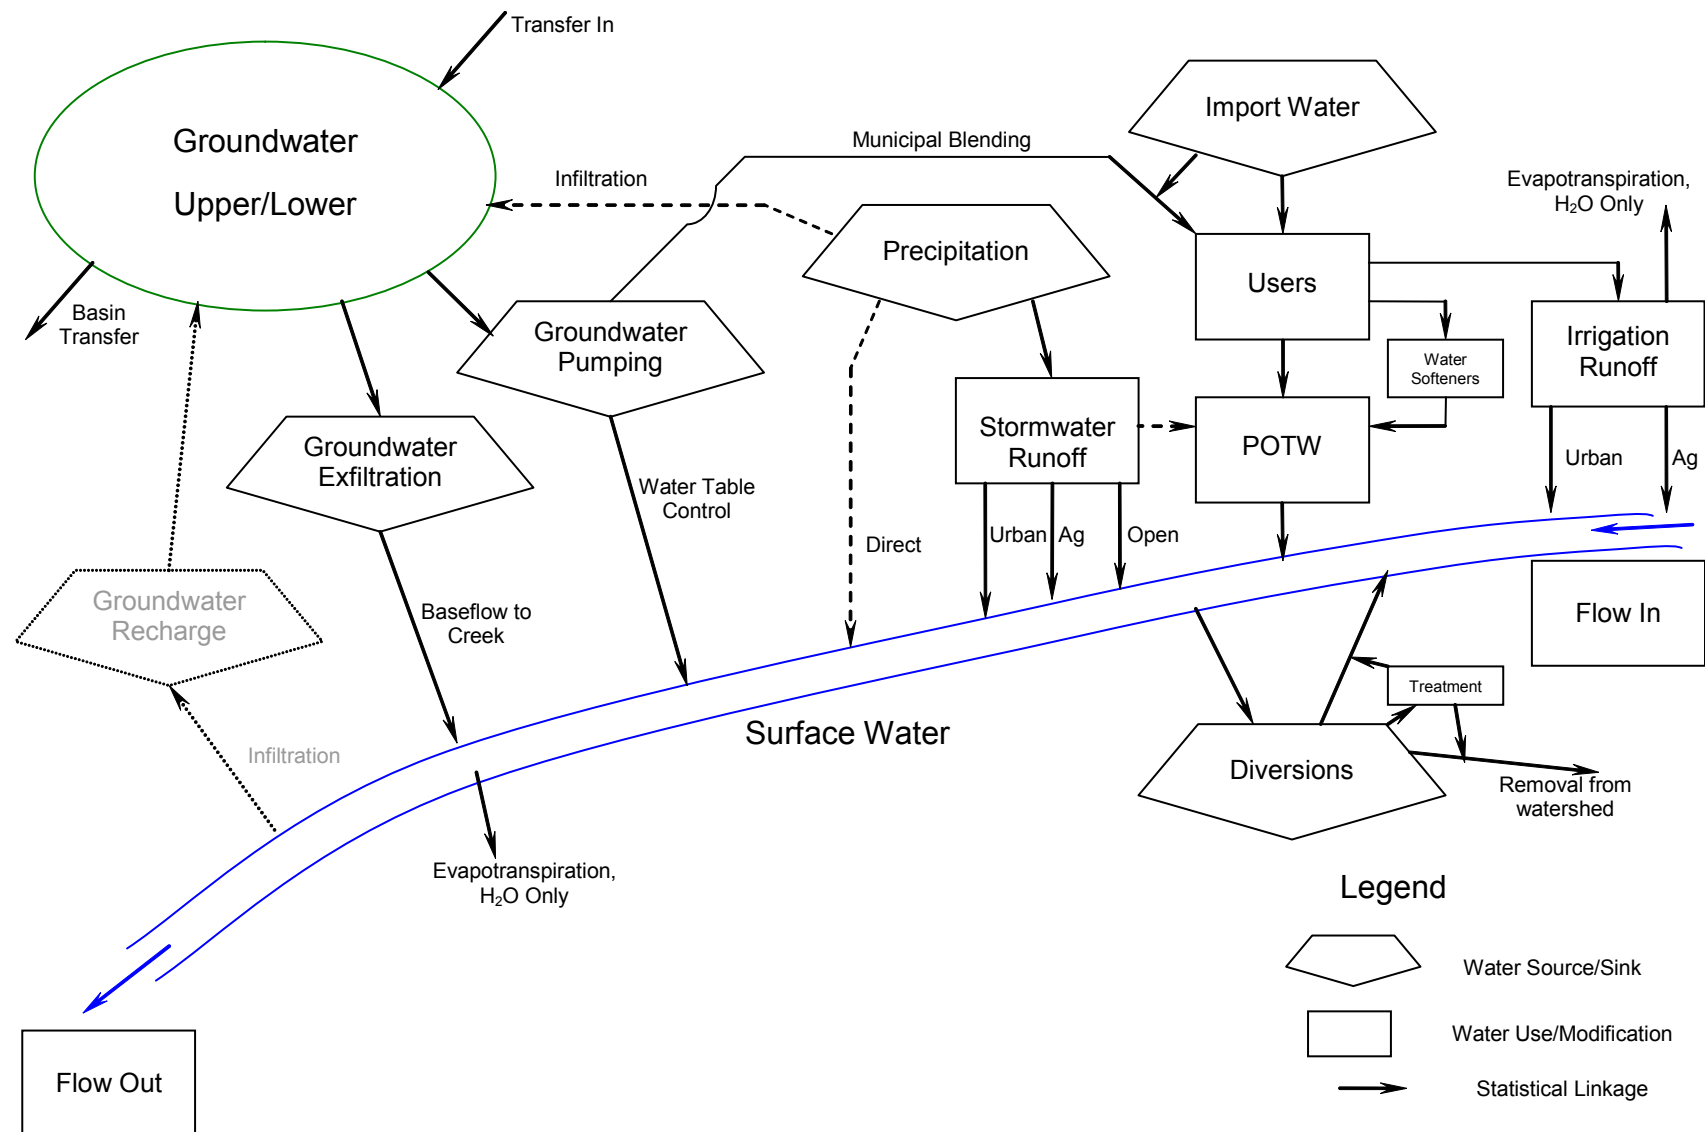 Transfer In
Import Water
Groundwater
Upper/Lower
Municipal Blending
Infiltration
Evapotranspiration,
H₂O Only
Precipitation
Users
Basin
Transfer
Groundwater
Pumping
Irrigation
Runoff
Water
Softeners
Stormwater
Runoff
POTW
Groundwater
Exfiltration
Urban
Ag
Water Table
Control
Direct
Urban
Ag
Open
Groundwater
Recharge
Baseflow to
Creek
Flow In
Treatment
Surface Water
Infiltration
Diversions
Removal from
watershed
Evapotranspiration,
H₂O Only
Legend
Water Source/Sink
Water Use/Modification
Flow Out
Statistical Linkage